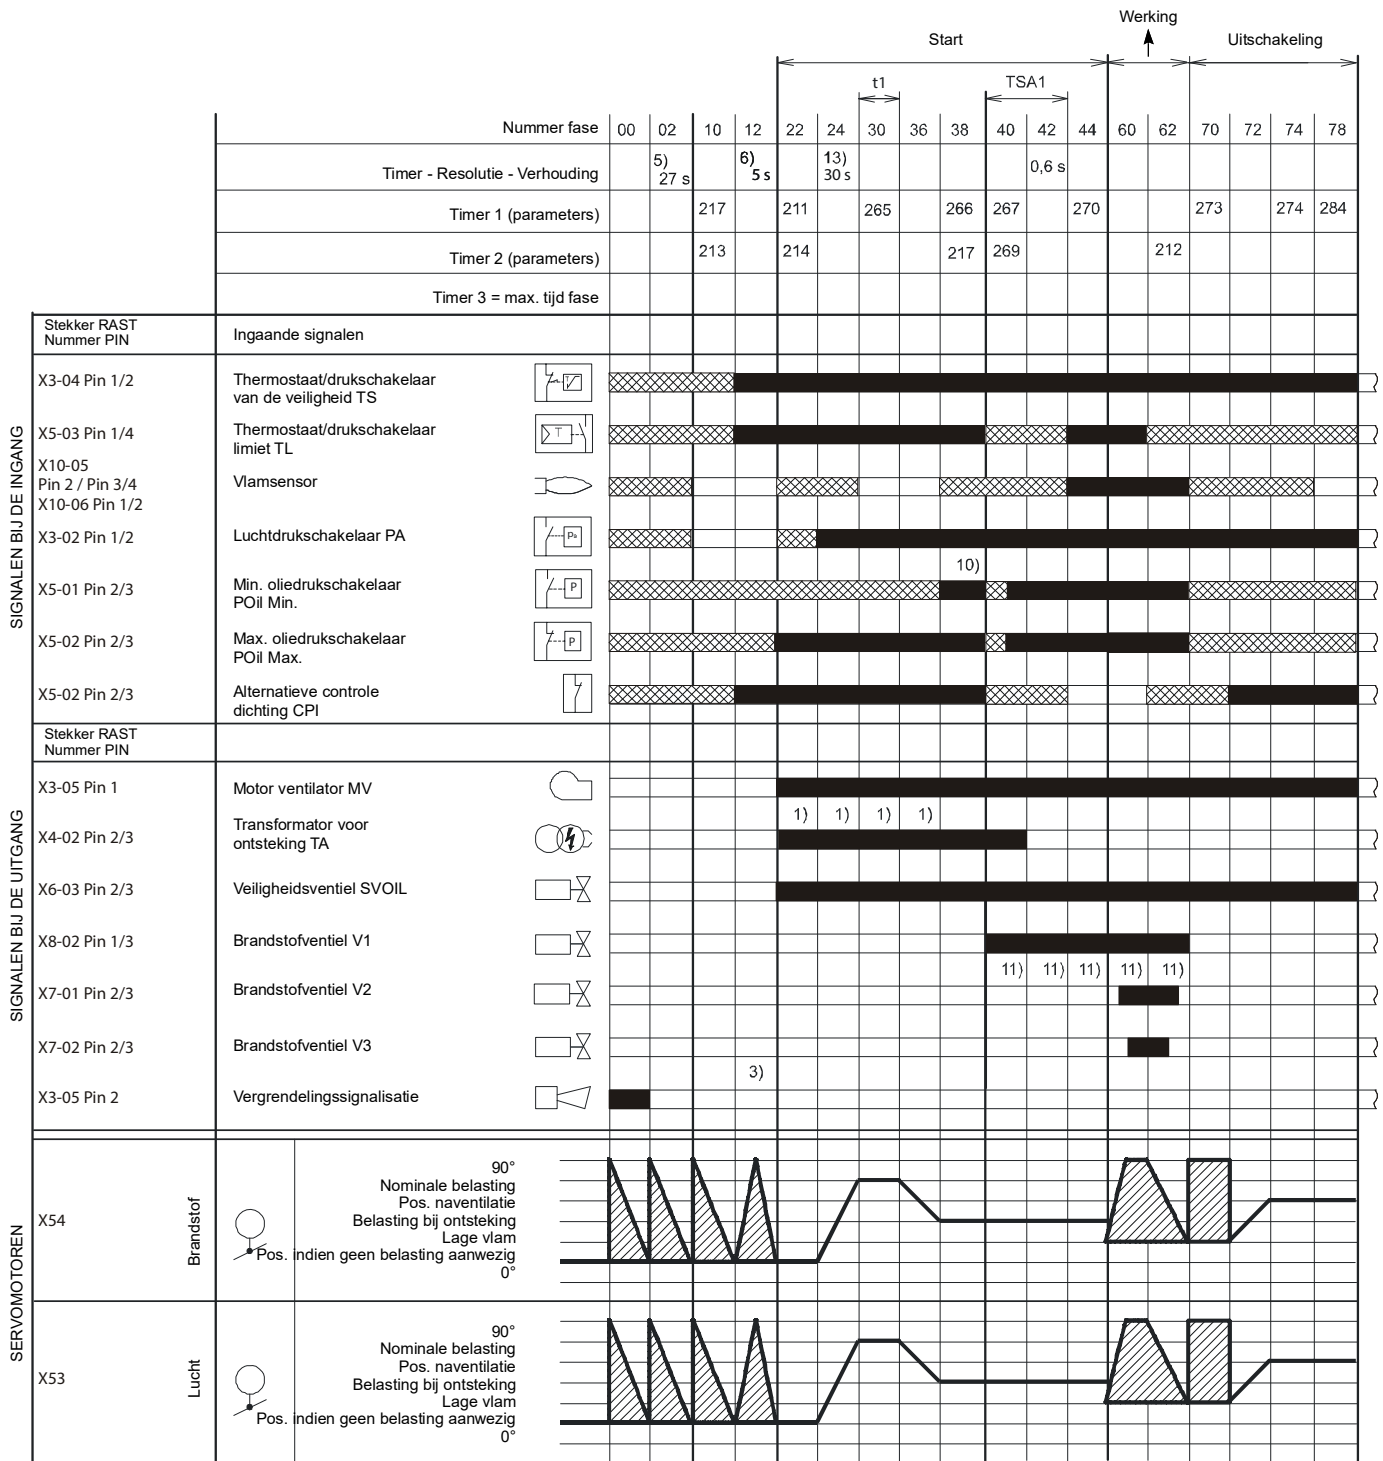 Werking
Start
Uitschakeling
t1
TSA1
Nummer fase 00 02 10 12 22 24 30 36 38 40 42 44 60 62 70 72 74 78
Timer - Resolutie - Verhouding 5) 27 s 6) 5 s 13) 30 s 0,6 s
Timer 1 (parameters) 217 211 265 266 267 270 273 274 284
Timer 2 (parameters) 213 214 217 269 212
Timer 3 = max. tijd fase
SIGNALEN BIJ DE INGANG
Stekker RAST
Nummer PIN
Ingaande signalen
X3-04 Pin 1/2
Thermostaat/drukschakelaar
van de veiligheid TS
X5-03 Pin 1/4
Thermostaat/drukschakelaar
limiet TL
T
X10-05
Pin 2 / Pin 3/4
X10-06 Pin 1/2
Vlamsensor
X3-02 Pin 1/2
Luchtdrukschakelaar PA
Pa
10)
X5-01 Pin 2/3
Min. oliedrukschakelaar
POil Min.
P
X5-02 Pin 2/3
Max. oliedrukschakelaar
POil Max.
P
X5-02 Pin 2/3
Alternatieve controle
dichting CPI
SIGNALEN BIJ DE UITGANG
Stekker RAST
Nummer PIN
X3-05 Pin 1
Motor ventilator MV
1) 1) 1) 1)
X4-02 Pin 2/3
Transformator voor
ontsteking TA
X6-03 Pin 2/3
Veiligheidsventiel SVOIL
X8-02 Pin 1/3
Brandstofventiel V1
11) 11) 11) 11) 11)
X7-01 Pin 2/3
Brandstofventiel V2
X7-02 Pin 2/3
Brandstofventiel V3
3)
X3-05 Pin 2
Vergrendelingssignalisatie
SERVOMOTOREN
X54
Brandstof
90°
Nominale belasting
Pos. naventilatie
Belasting bij ontsteking
Lage vlam
Pos. indien geen belasting aanwezig
0°
X53
Lucht
90°
Nominale belasting
Pos. naventilatie
Belasting bij ontsteking
Lage vlam
Pos. indien geen belasting aanwezig
0°